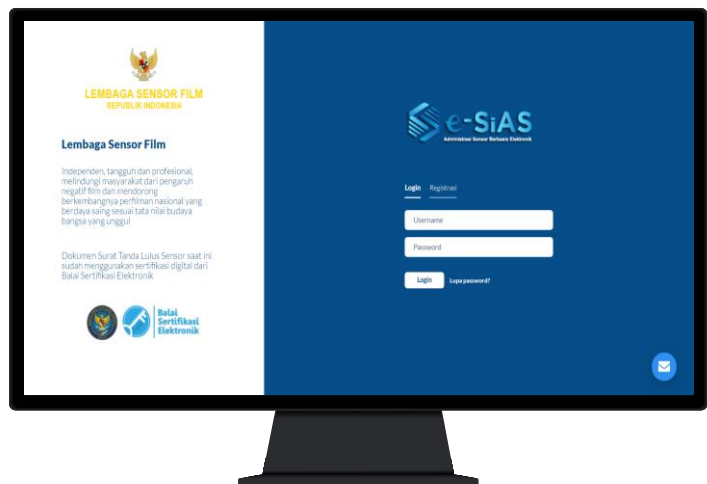 LEMBAGA SENSOR FILM
REPUBLIK INDONESIA
Lembaga Sensor Film
Independen, tangguh dan profesional,
melindungi masyarakat dari pengaruh
negatif film dan mendorong
berkembangnya perfilman nasional yang
berdaya saing sesuai tata nilai budaya
bangsa yang unggul
Dokumen Surat Tanda Lulus Sensor saat ini
sudah menggunakan sertifikasi digital dari
Balai Sertifikasi Elektronik
Balai
Sertifikasi
Elektronik
e-SiAS
Administrasi Sensor Berbasis Elektronik
Login Registrasi
Username
Password
Login Lupa password?